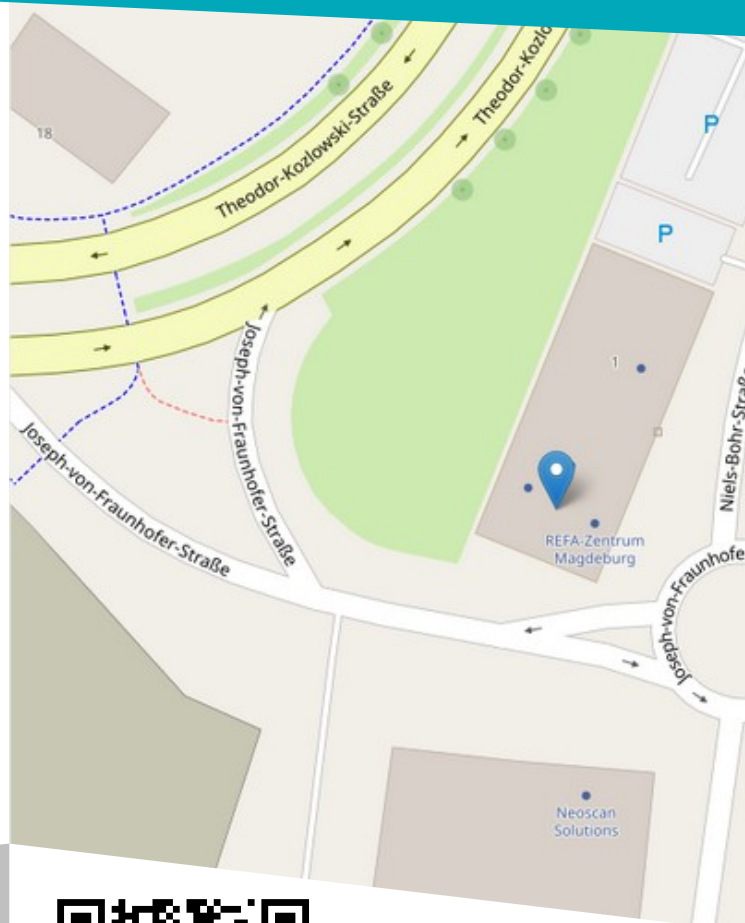 18
Theodor-Kozlowski-Straße
Theodor-Kozlo
P
P
1
Joseph-von-Fraunhofer-Straße
Joseph-von-Fraunhofer-Straße
Niels-Bohr-Straße
REFA-Zentrum
Magdeburg
Joseph-von-Fraunhofe
Neoscan
Solutions